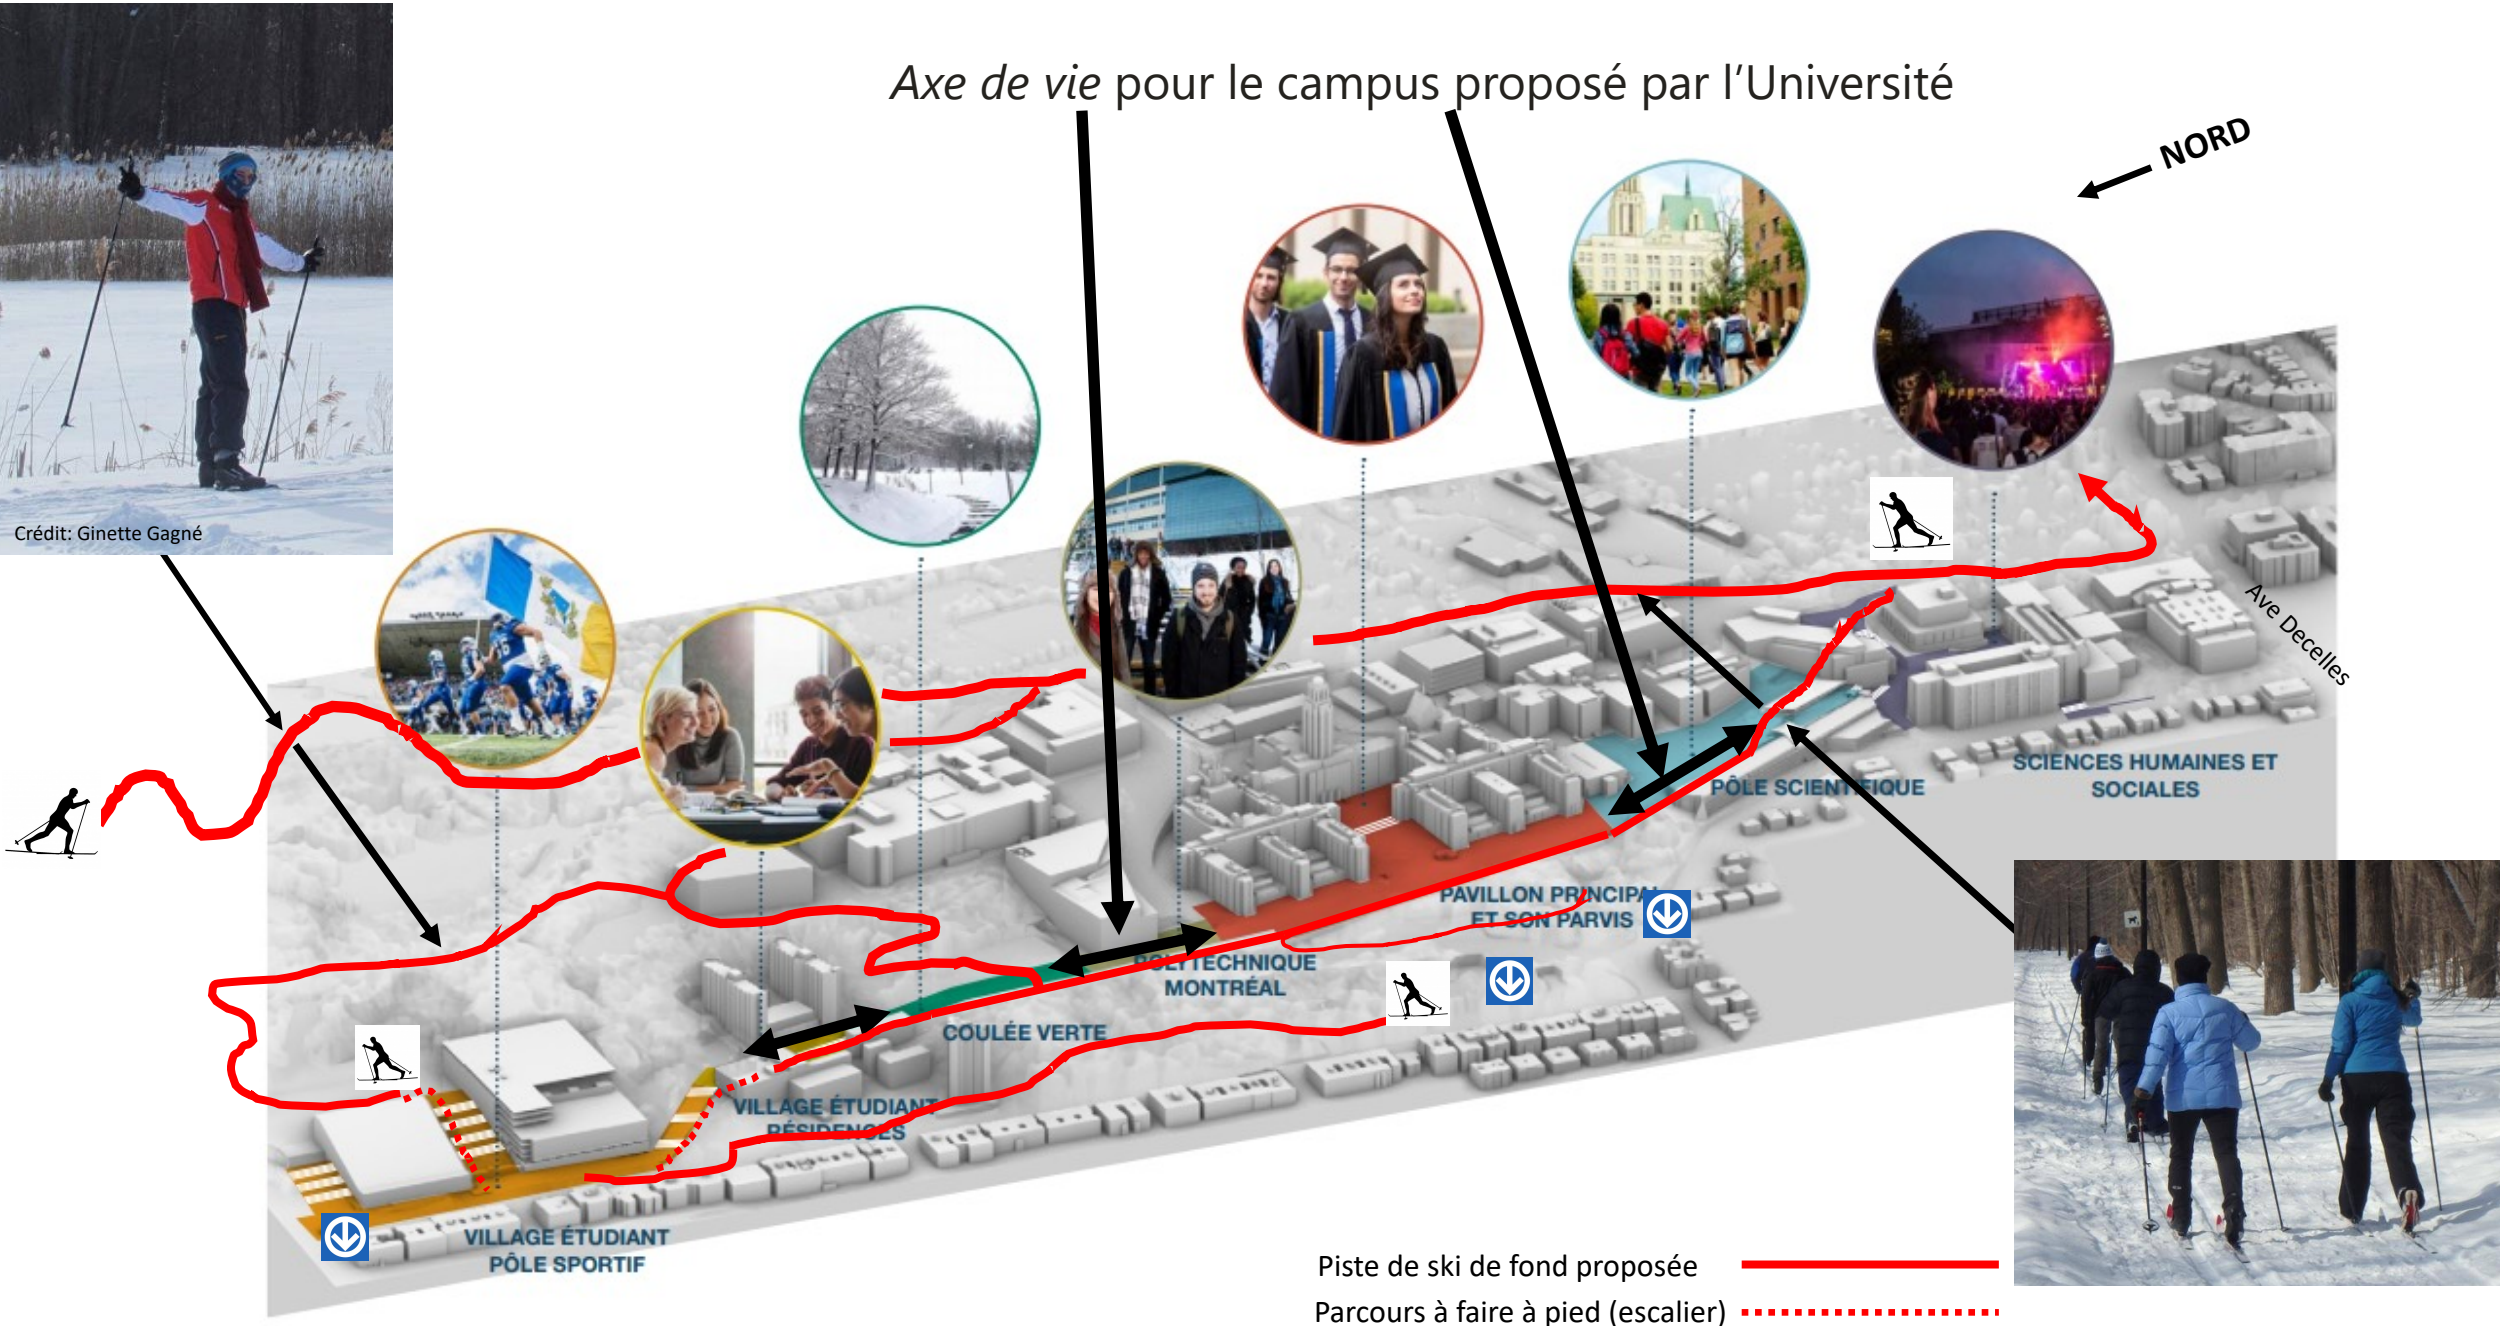 Axe de vie pour le campus proposé par l'Université
NORD
Crédit: Ginette Gagné
Ave Decelles
SCIENCES HUMAINES ET
SOCIALES
PÔLE SCIENTIFIQUE
PAVILLON PRINCIPAL
ET SON PARVIS
POLYTECHNIQUE
MONTRÉAL
COULÉE VERTE
VILLAGE ÉTUDIANT
RÉSIDENCES
VILLAGE ÉTUDIANT
PÔLE SPORTIF
Piste de ski de fond proposée
Parcours à faire à pied (escalier)